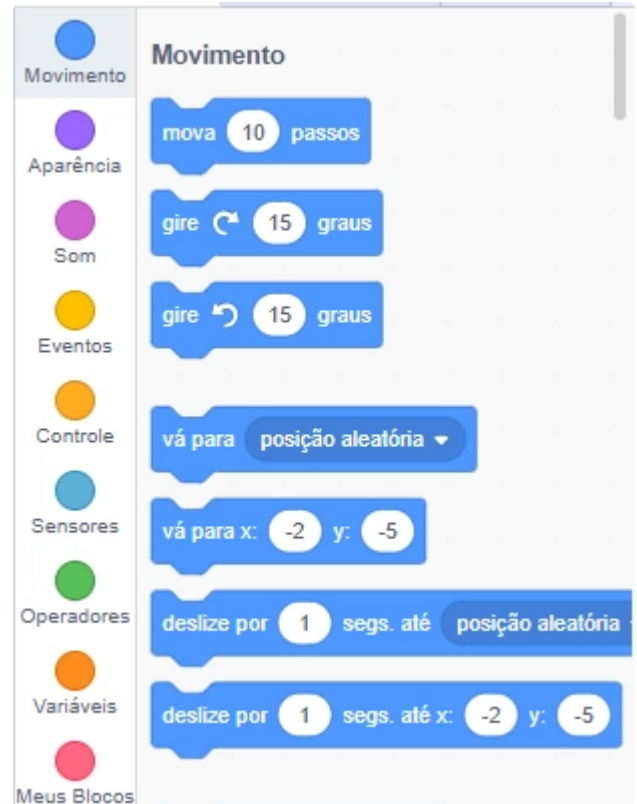 Movimento
Aparência
Som
Eventos
Controle
Sensores
Operadores
Variáveis
Meus Blocos
Movimento
mova 10 passos
gire 15 graus
gire 15 graus
vá para posição aleatória
vá para x: -2 y: -5
deslize por 1 segs. até posição aleatória
deslize por 1 segs. até x: -2 y: -5